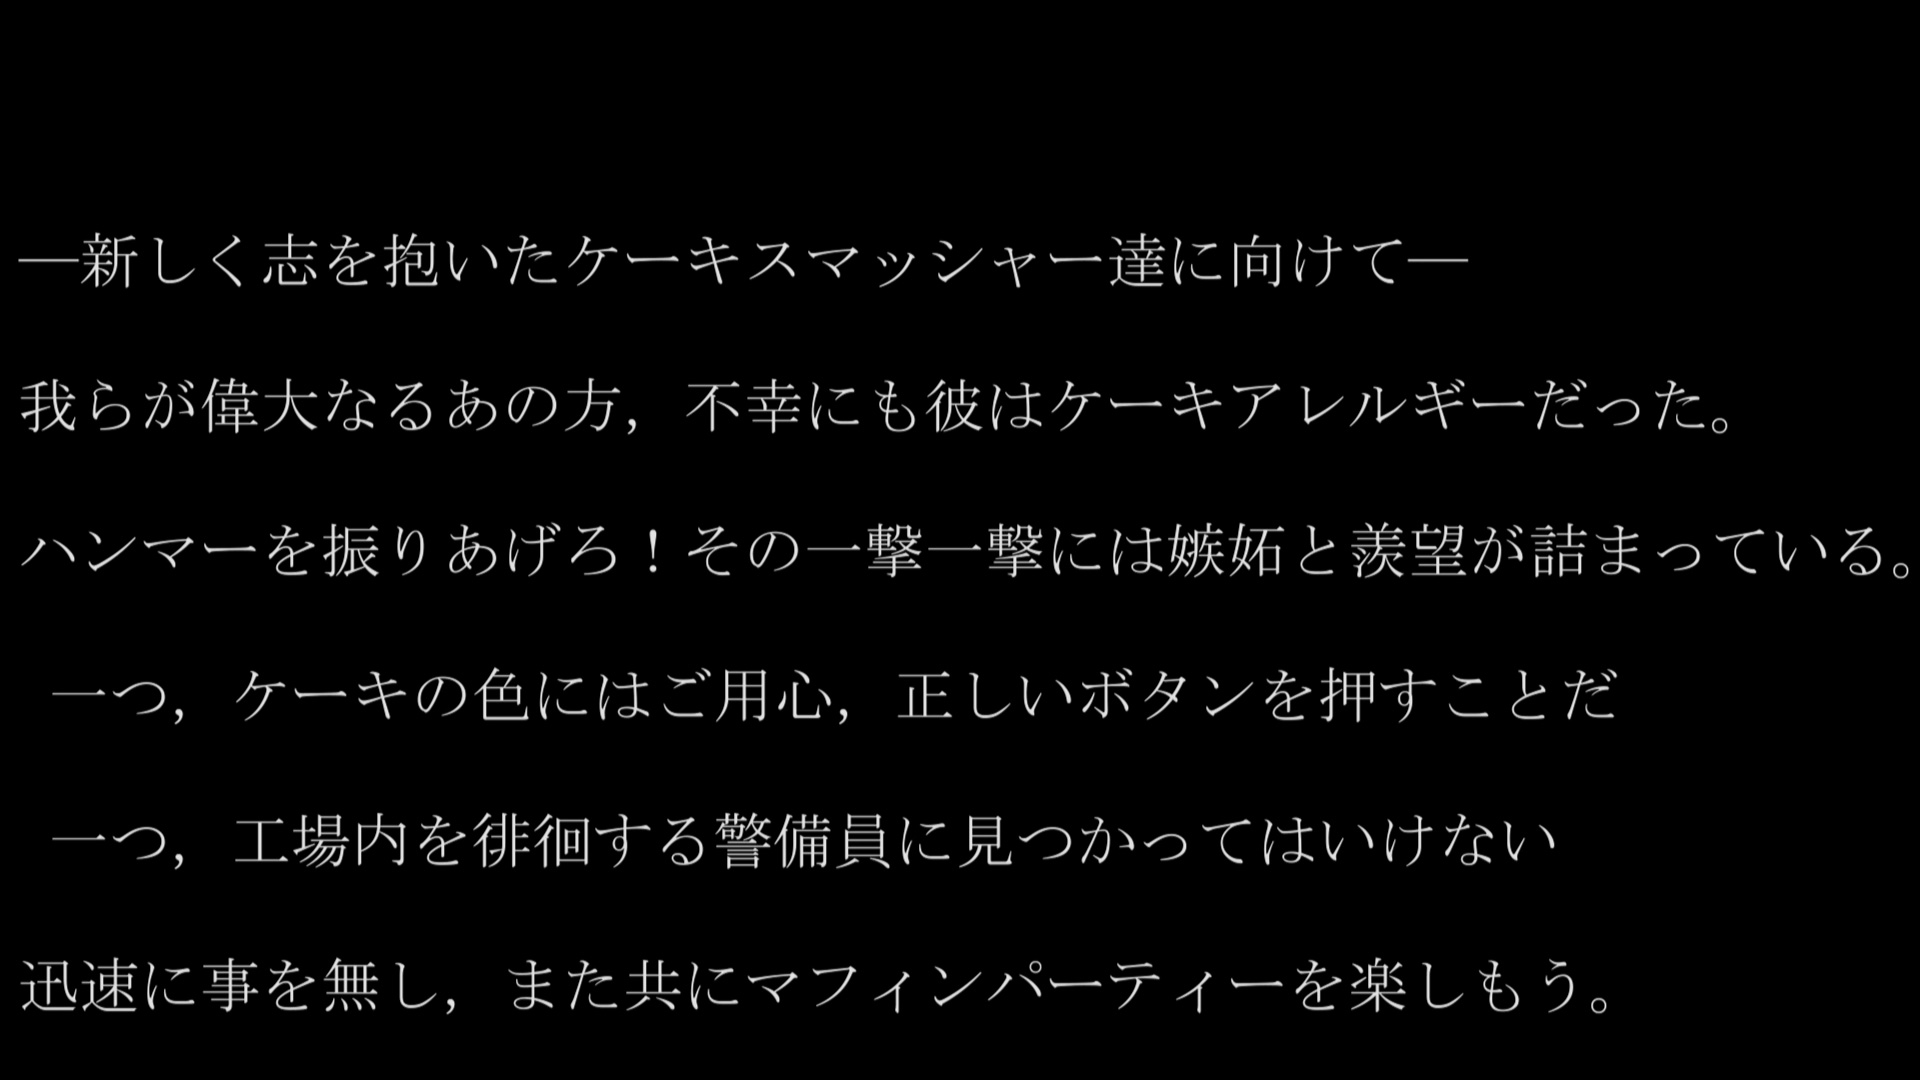 ―新しく志を抱いたケーキスマッシャー達に向けて―
我らが偉大なるあの方，不幸にも彼はケーキアレルギーだった。
ハンマーを振りあげろ！その一撃一撃には嫉妬と羨望が詰まっている。
一つ，ケーキの色にはご用心，正しいボタンを押すことだ
一つ，工場内を徘徊する警備員に見つかってはいけない
迅速に事を無し，また共にマフィンパーティーを楽しもう。